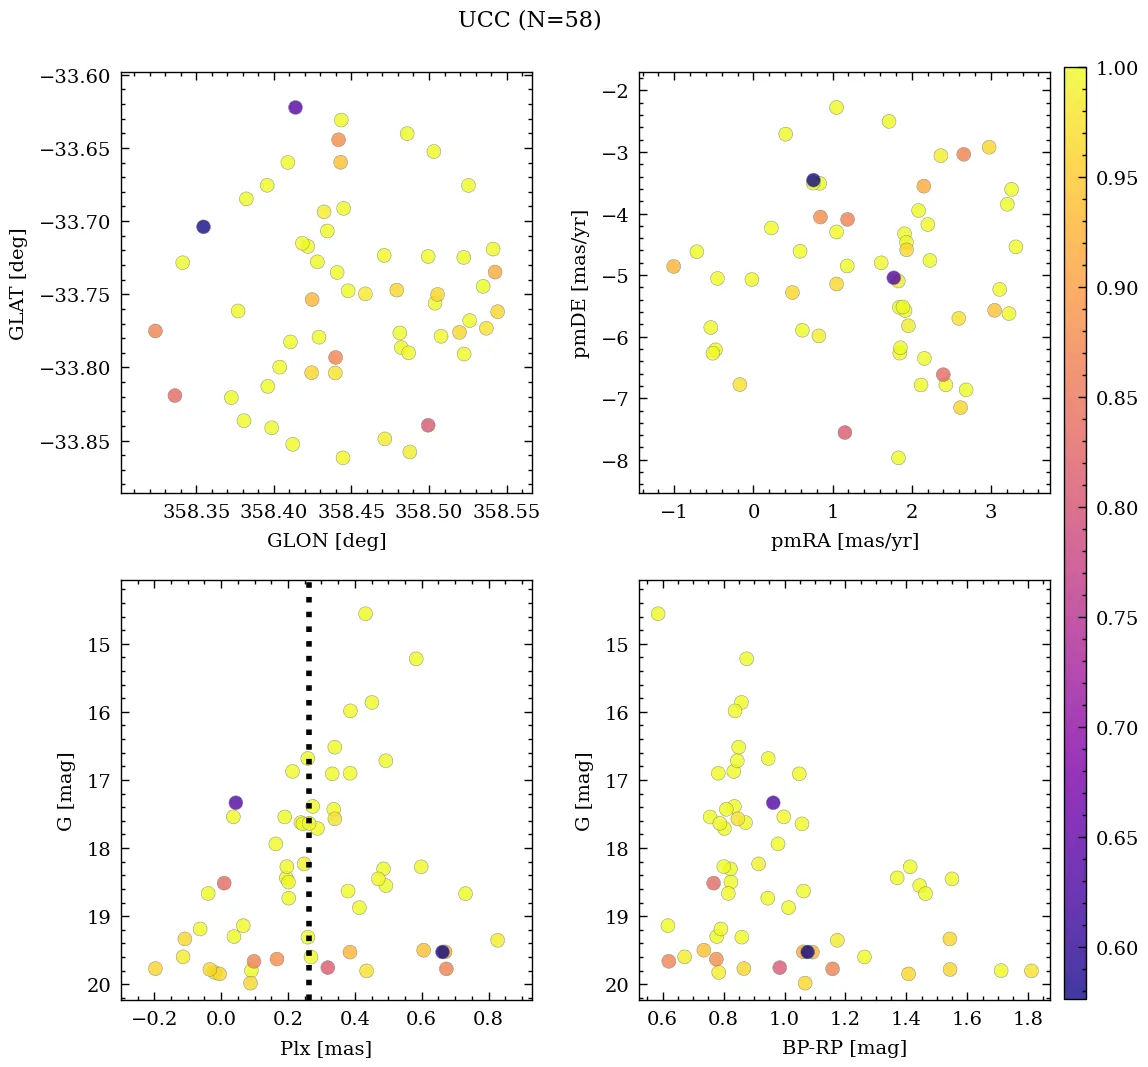 UCC (N=58)
−33.60
−33.65
−33.70
−33.75
−33.80
−33.85
GLAT [deg]
358.35 358.40 358.45 358.50 358.55
GLON [deg]
−2
−3
−4
−5
−6
−7
−8
pmDE [mas/yr]
−1 0 1 2 3
pmRA [mas/yr]
15
16
17
18
19
20
G [mag]
−0.2 0.0 0.2 0.4 0.6 0.8
Plx [mas]
15
16
17
18
19
20
G [mag]
0.6 0.8 1.0 1.2 1.4 1.6 1.8
BP-RP [mag]
1.00
0.95
0.90
0.85
0.80
0.75
0.70
0.65
0.60